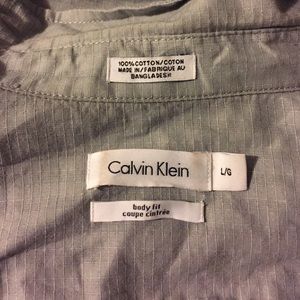 100% COTTON/COTON
MADE IN/FABRIQUE AU
BANGLADESH
Calvin Klein
L/G
body fit
coupe cintrée